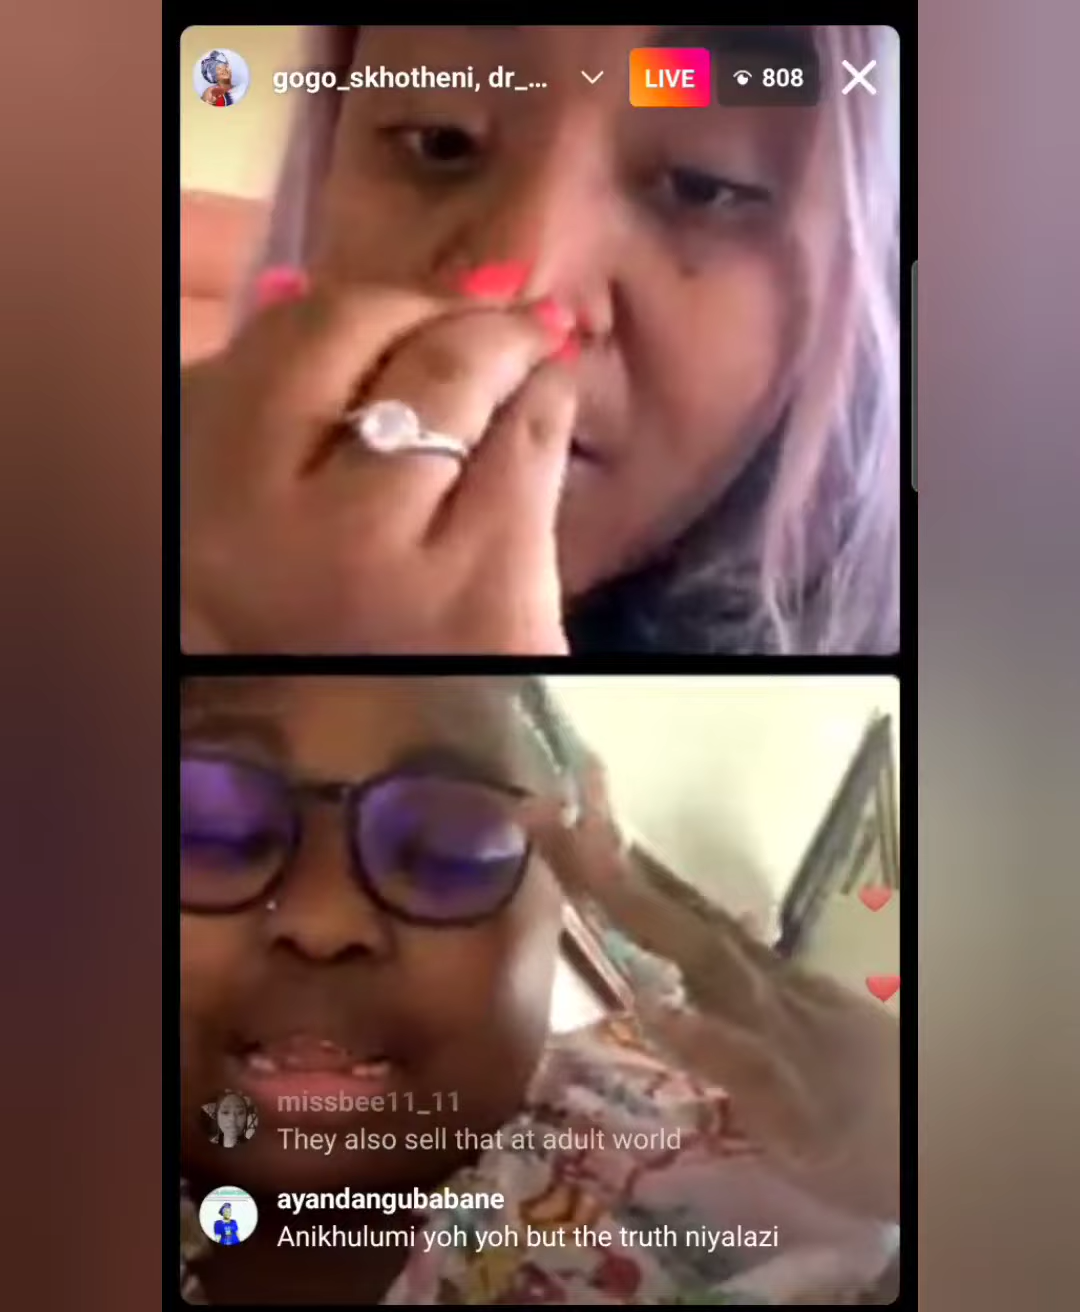 gogo_skhotheni, dr_...
LIVE
808
missbee11_11
They also sell that at adult world
ayandangubabane
Anikhulumi yoh yoh but the truth niyalazi